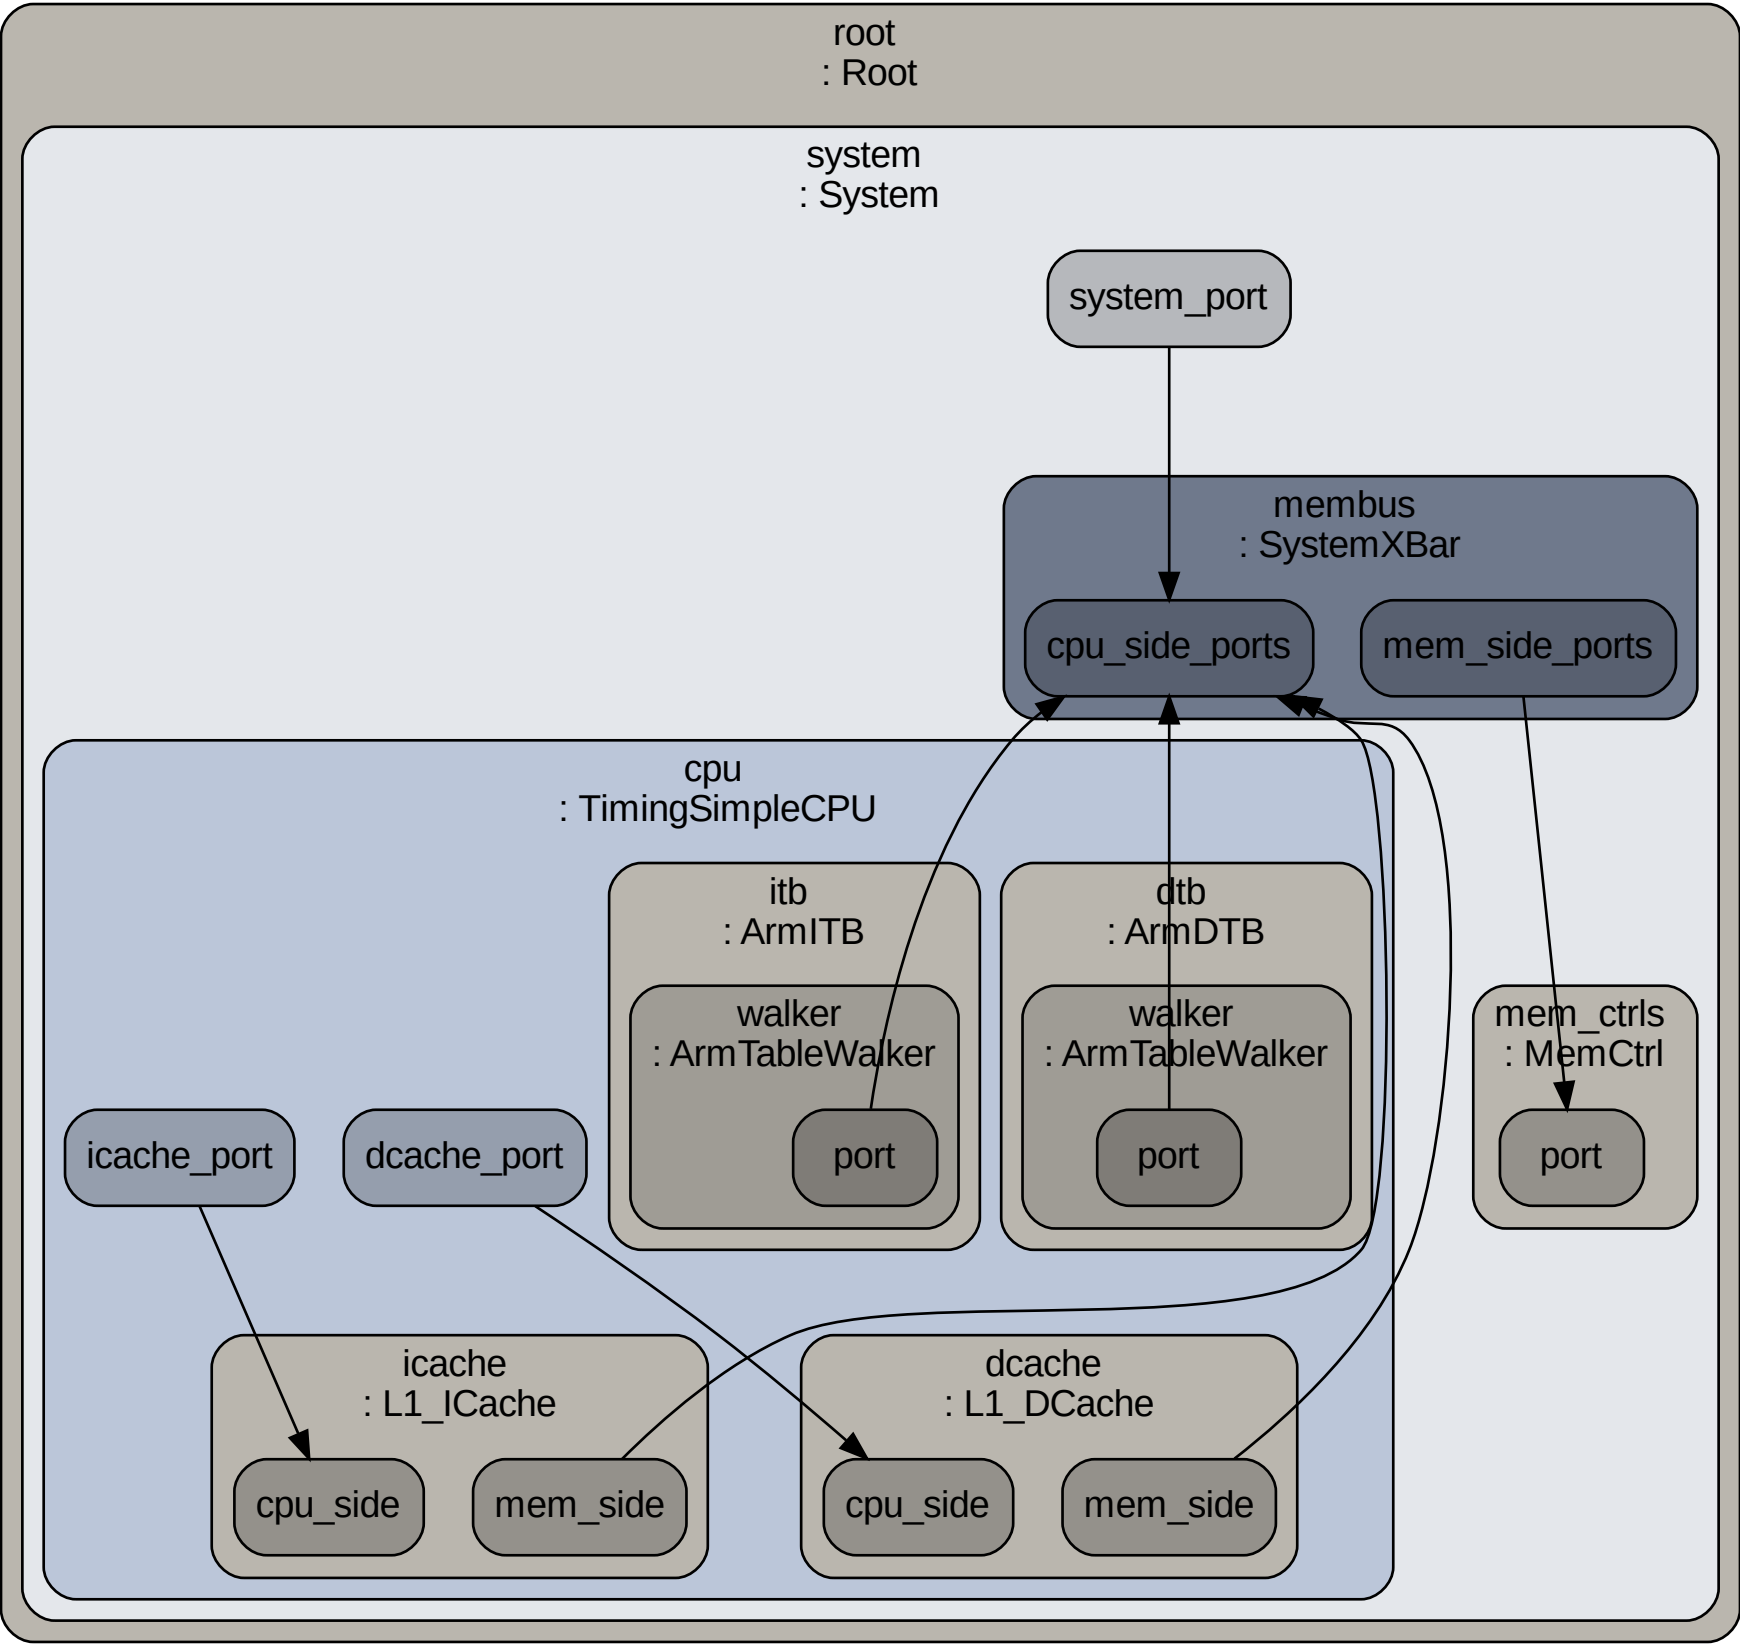 root
: Root
system
: System
system_port
membus
: SystemXBar
cpu_side_ports
mem_side_ports
cpu
: TimingSimpleCPU
itb
: ArmITB
dtb
: ArmDTB
walker
: ArmTableWalker
walker
: ArmTableWalker
mem_ctrls
: MemCtrl
icache_port
dcache_port
port
port
port
icache
: L1_ICache
dcache
: L1_DCache
cpu_side
mem_side
cpu_side
mem_side